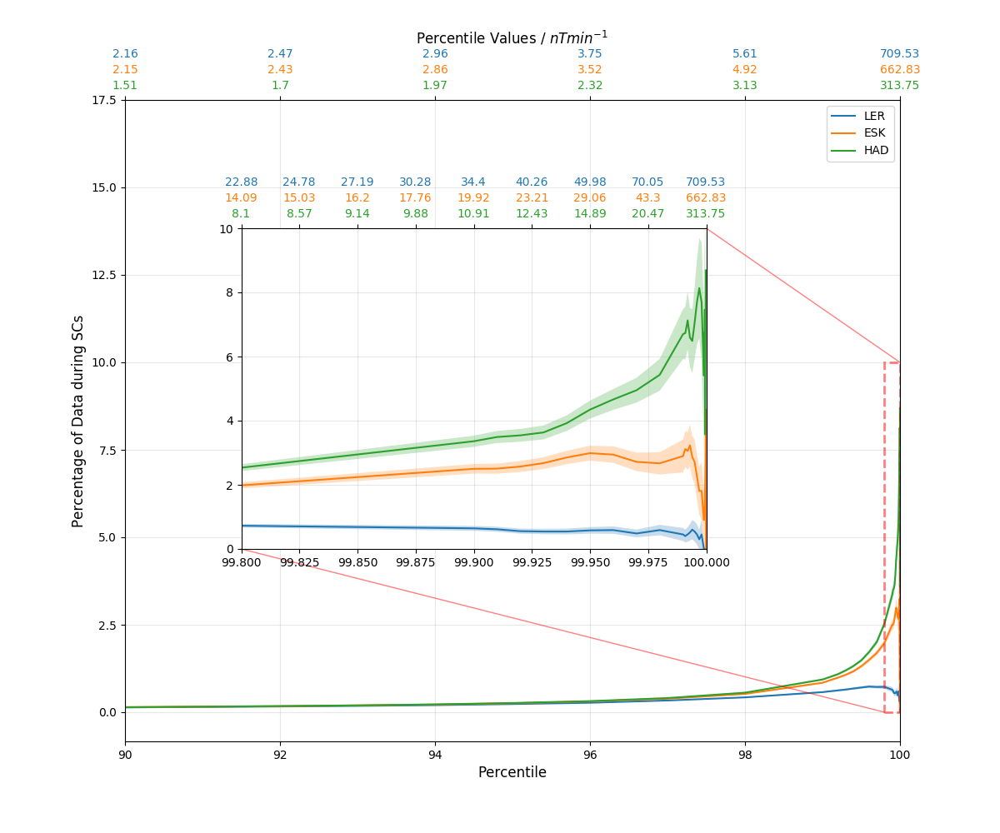 Percentile Values / nTmin⁻¹
2.16 2.47 2.96 3.75 5.61 709.53
2.15 2.43 2.86 3.52 4.92 662.83
1.51 1.7 1.97 2.32 3.13 313.75
17.5
LER
ESK
HAD
22.88 24.78 27.19 30.28 34.4 40.26 49.98 70.05 709.53
15.0
14.09 15.03 16.2 17.76 19.92 23.21 29.06 43.3 662.83
8.1 8.57 9.14 9.88 10.91 12.43 14.89 20.47 313.75
10
12.5
8
10.0
6
Percentage of Data during SCs
4
7.5
2
5.0
0
99.800 99.825 99.850 99.875 99.900 99.925 99.950 99.975 100.000
2.5
0.0
90 92 94 96 98 100
Percentile